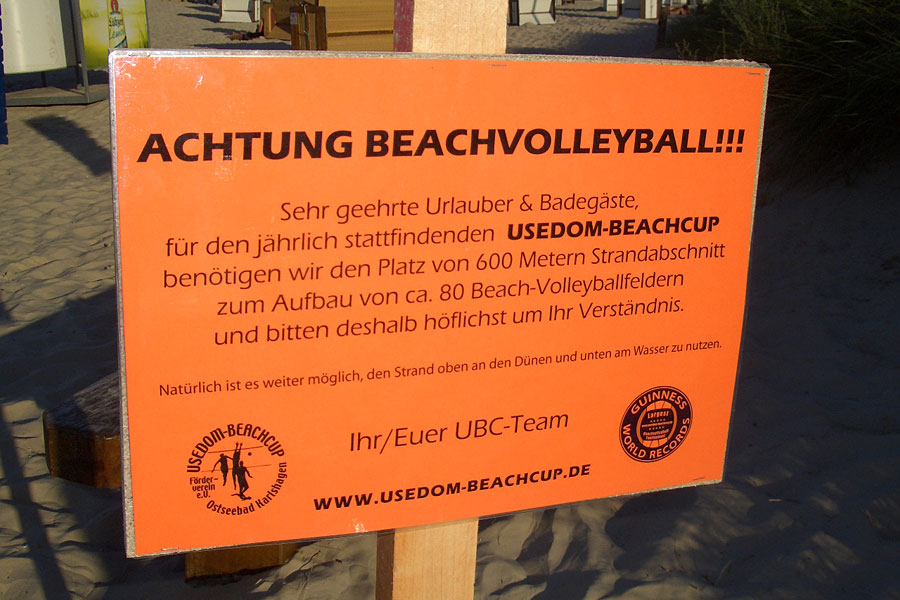 ACHTUNG BEACHVOLLEYBALL!!!
Sehr geehrte Urlauber & Badegäste,
für den jährlich stattfindenden USEDOM-BEACHCUP
benötigen wir den Platz von 600 Metern Strandabschnitt
zum Aufbau von ca. 80 Beach-Volleyballfeldern
und bitten deshalb höflichst um Ihr Verständnis.
Natürlich ist es weiter möglich, den Strand oben an den Dünen und unten am Wasser zu nutzen.
Ihr/Euer UBC-Team
WWW.USEDOM-BEACHCUP.DE
USEDOM-BEACHCUP
Förder-
verein
e.V.
Ostseebad Karlshagen
GUINNESS
WORLD RECORDS
Largest
Tournament